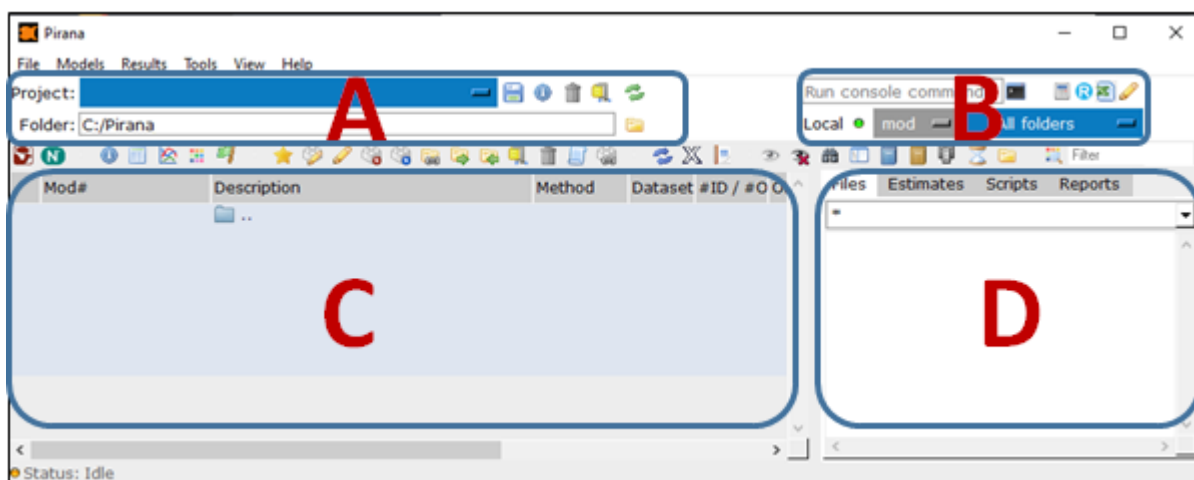 Pirana
File Models Results Tools View Help
Project:
A
Folder: C:/Pirana
Run console command
B
Local mod All folders
N
R
X
Filter
Mod# Description Method Dataset #ID / #O O
Files Estimates Scripts Reports
..
*
C
D
Status: Idle